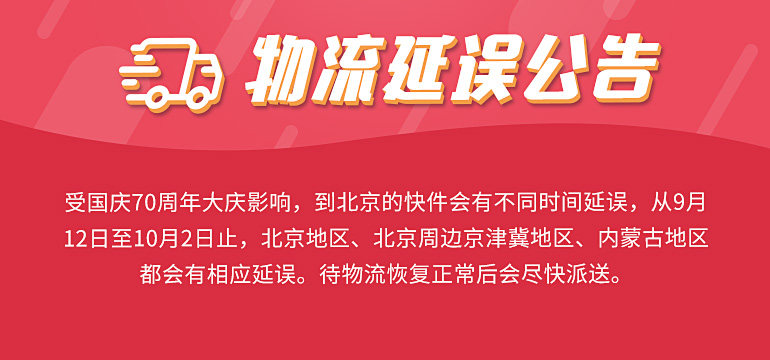 物流延误公告
受国庆70周年大庆影响，到北京的快件会有不同时间延误，从9月
12日至10月2日止，北京地区、北京周边京津冀地区、内蒙古地区
都会有相应延误。待物流恢复正常后会尽快派送。